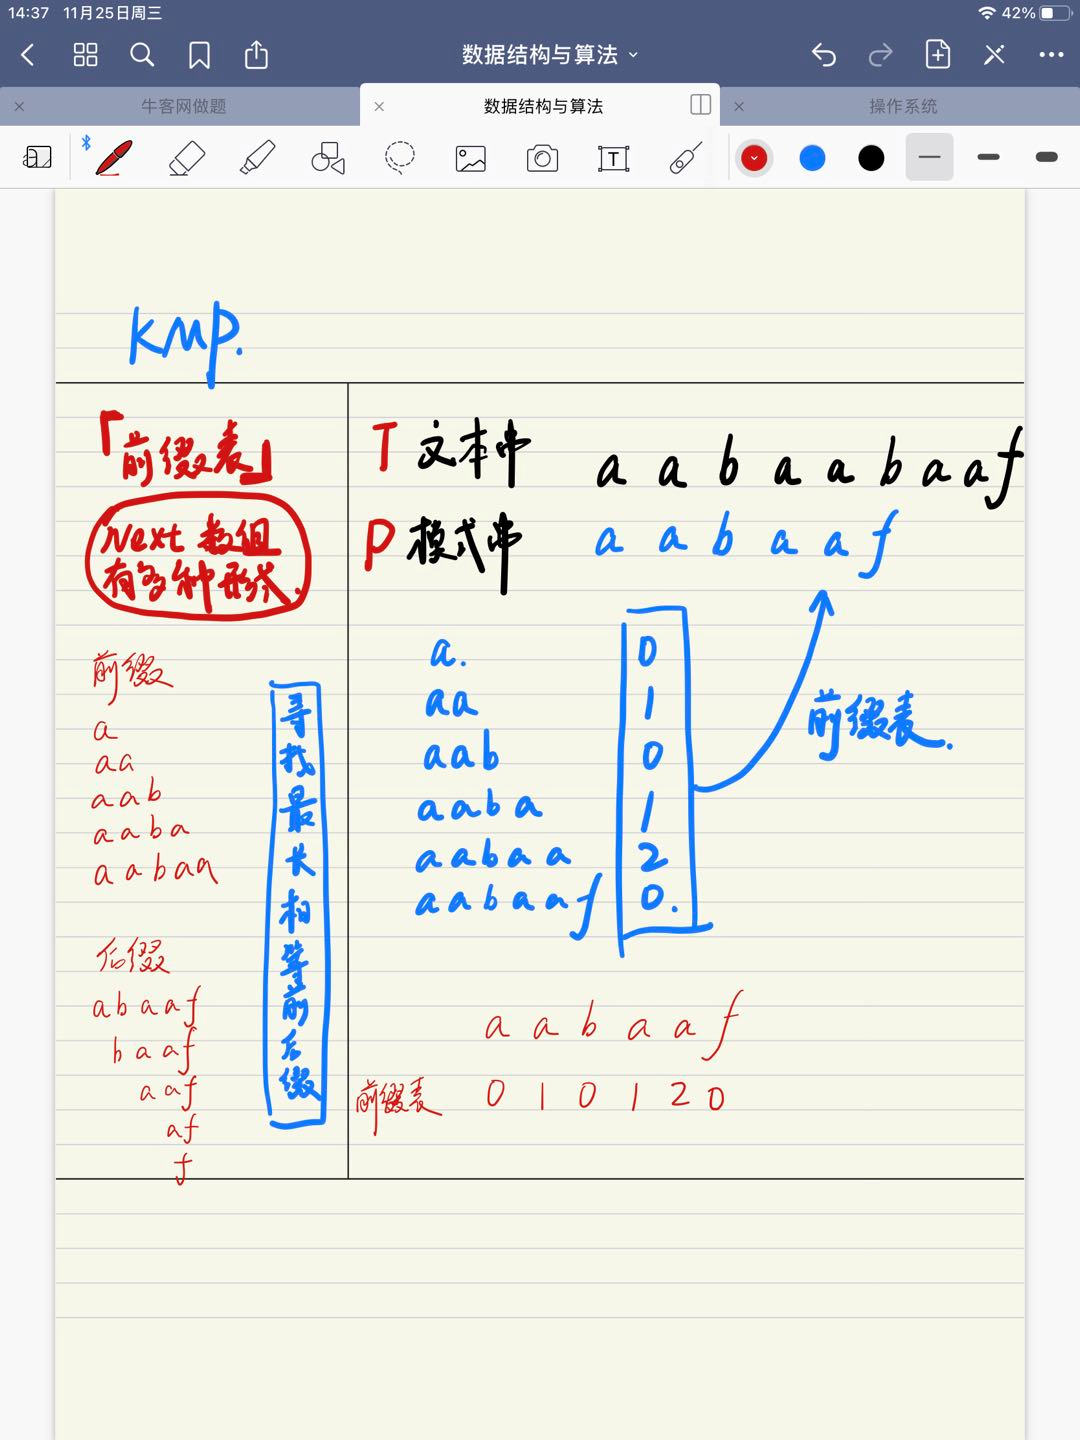 14:37 11月25日周三
42%
数据结构与算法
牛客网做题
数据结构与算法
操作系统
T
KMP.
「前缀表」
Next 数组
有多种形式.
前缀
a
aa
aab
aaba
aabaa
后缀
abaaf
baaf
aaf
af
f
寻找最长相等前后缀
T 文本串 a a b a a b a a f
P 模式串 a a b a a f
a. 0
aa 1
aab 0
aaba 1
aabaa 2
aabaaf 0.
前缀表.
a a b a a f
前缀表 0 1 0 1 2 0